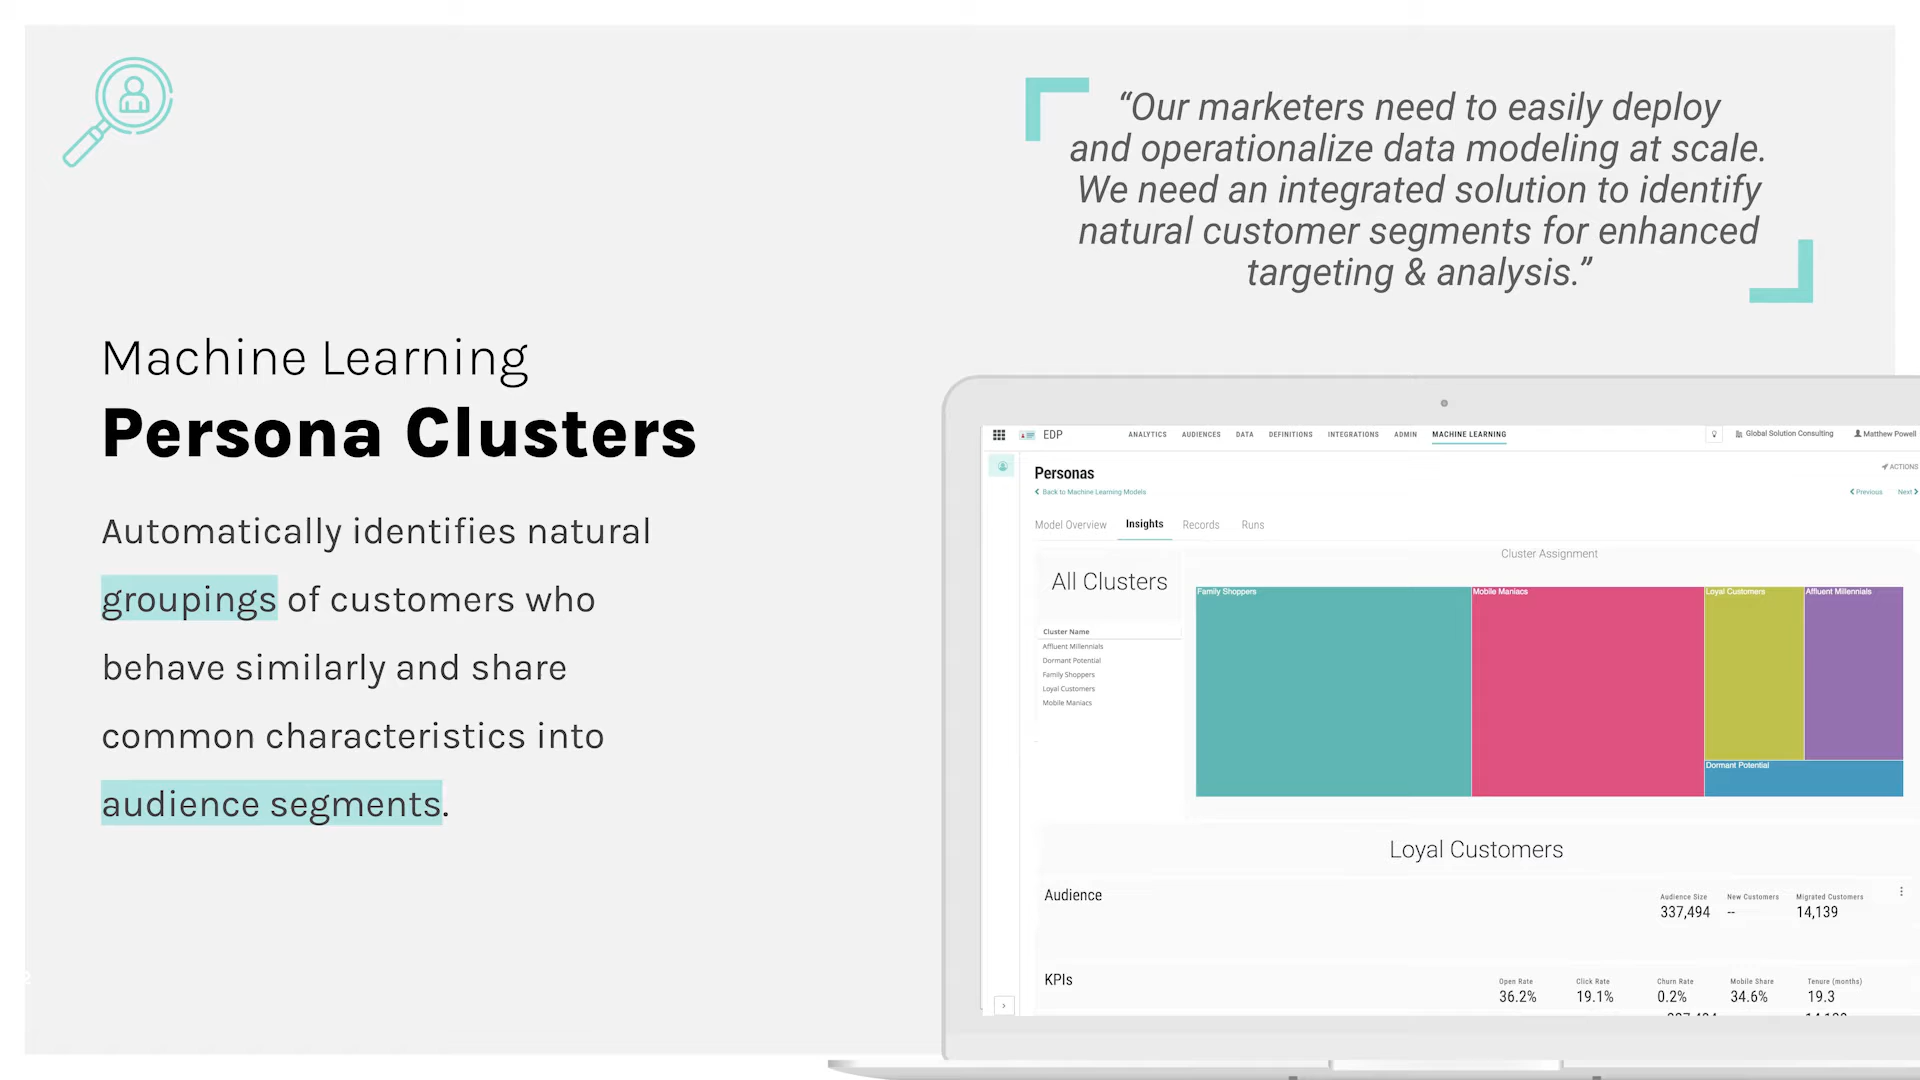 “Our marketers need to easily deploy
and operationalize data modeling at scale.
We need an integrated solution to identify
natural customer segments for enhanced
targeting & analysis.”
Machine Learning
Persona Clusters
Automatically identifies natural
groupings of customers who
behave similarly and share
common characteristics into
audience segments.
EDP
ANALYTICS
AUDIENCES
DATA
DEFINITIONS
INTEGRATIONS
ADMIN
MACHINE LEARNING
Global Solution Consulting
Matthew Powell
Personas
ACTIONS
Back to Machine Learning Models
Previous
Next
Model Overview
Insights
Records
Runs
All Clusters
Cluster Name
Affluent Millennials
Dormant Potential
Family Shoppers
Loyal Customers
Mobile Maniacs
Cluster Assignment
Family Shoppers
Mobile Maniacs
Loyal Customers
Affluent Millennials
Dormant Potential
Loyal Customers
Audience
Audience Size
337,494
New Customers
--
Migrated Customers
14,139
KPIs
Open Rate
36.2%
Click Rate
19.1%
Churn Rate
0.2%
Mobile Share
34.6%
Tenure (months)
19.3